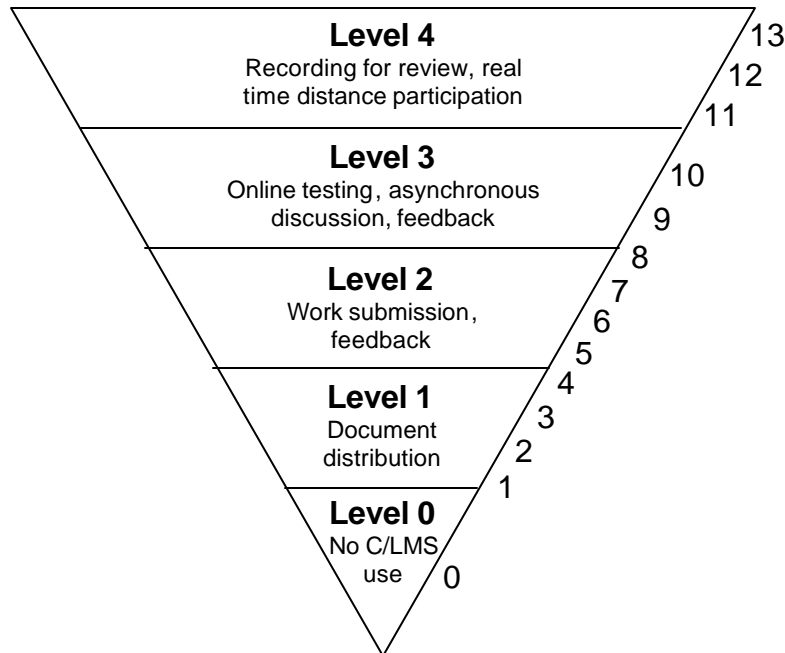 Level 4
Recording for review, real
time distance participation
13
12
11
Level 3
Online testing, asynchronous
discussion, feedback
10
9
Level 2
Work submission,
feedback
8
7
6
5
Level 1
Document
distribution
4
3
2
1
Level 0
No C/LMS
use
0